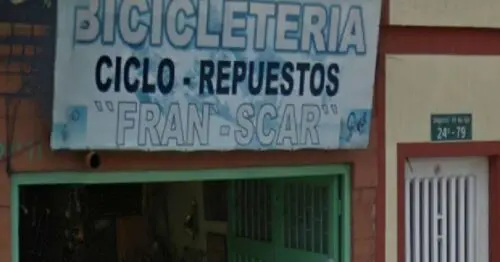 BICICLETERIA
CICLO - REPUESTOS
"FRAN - SCAR"
24 - 79